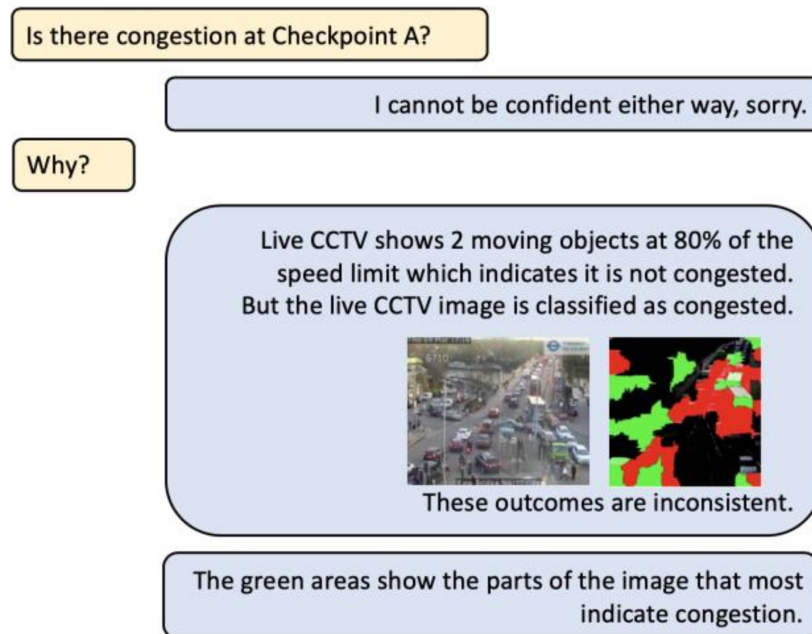 Is there congestion at Checkpoint A?
I cannot be confident either way, sorry.
Why?
Live CCTV shows 2 moving objects at 80% of the
speed limit which indicates it is not congested.
But the live CCTV image is classified as congested.
These outcomes are inconsistent.
The green areas show the parts of the image that most
indicate congestion.